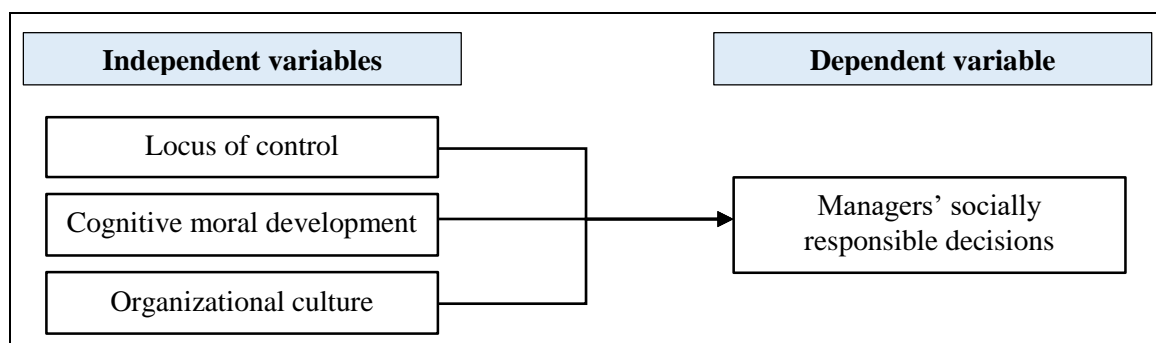 Independent variables
Dependent variable
Locus of control
Cognitive moral development
Organizational culture
Managers’ socially
responsible decisions